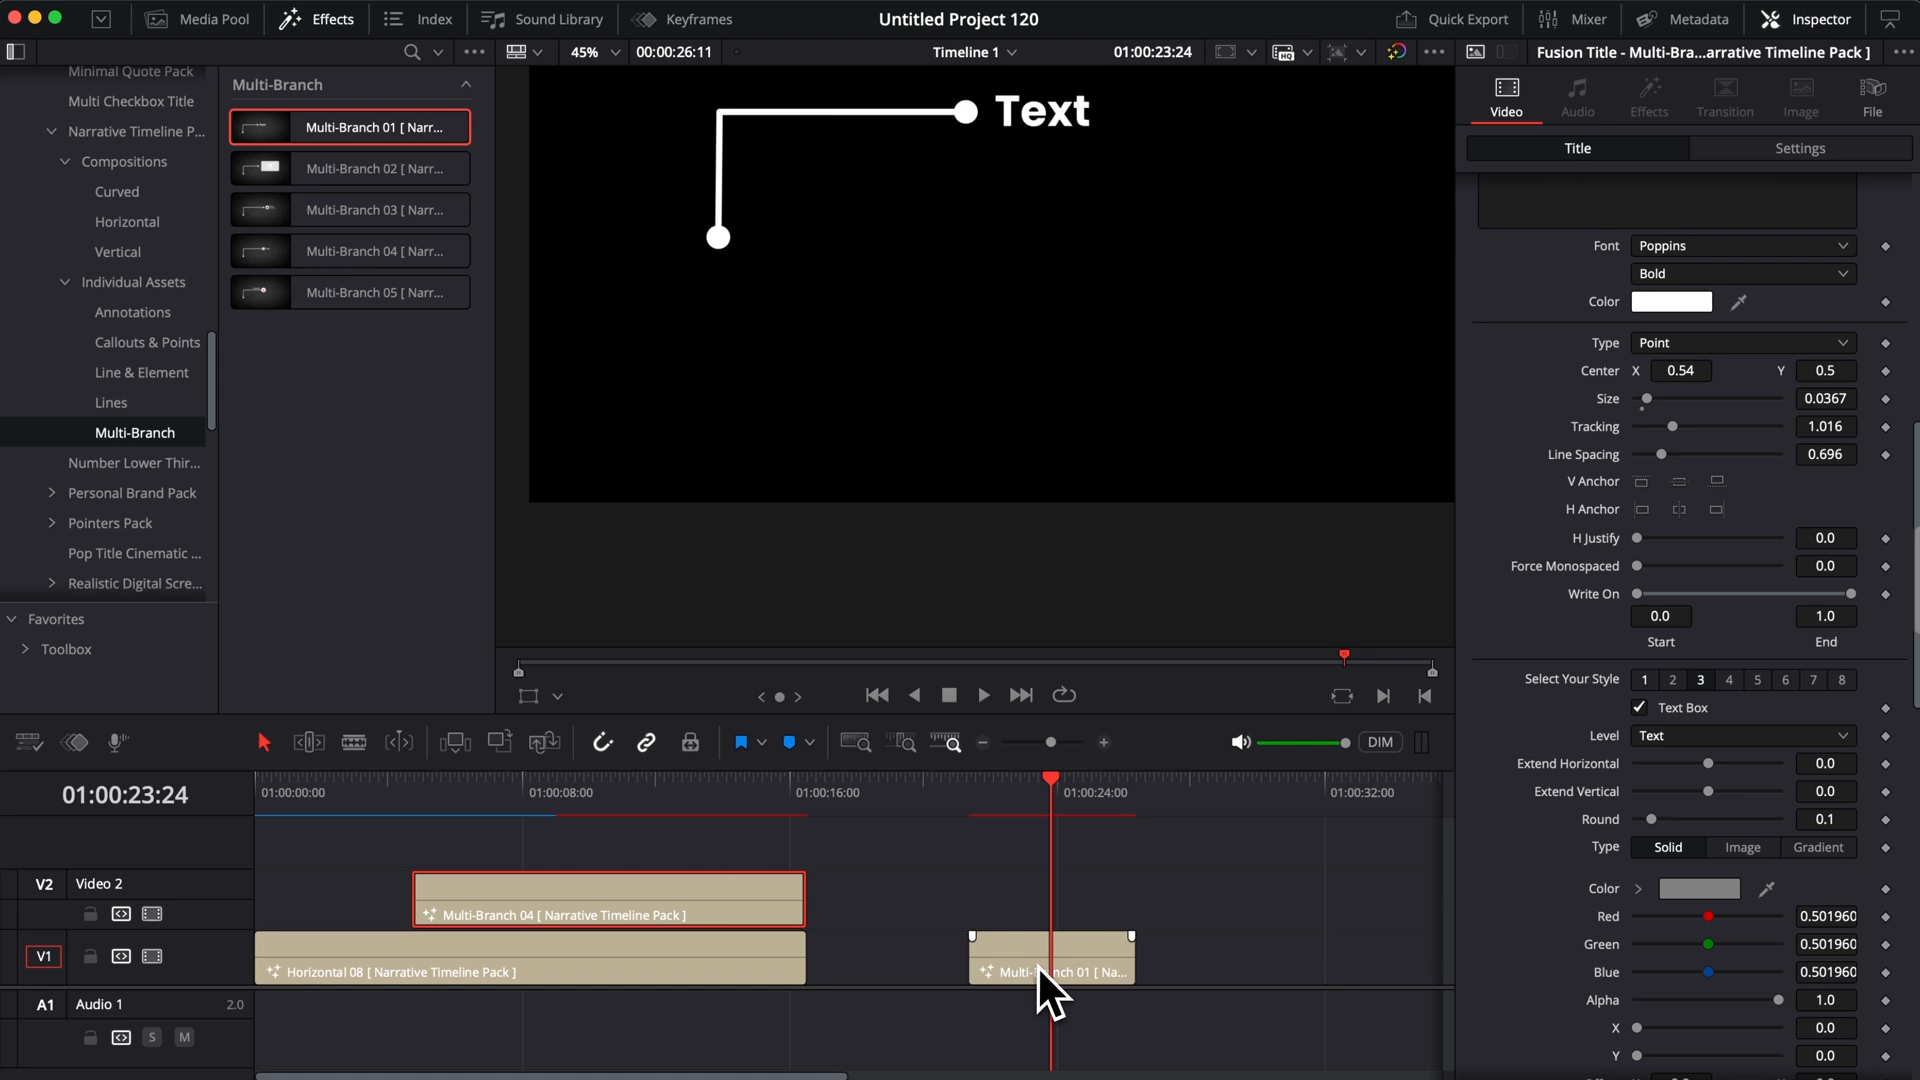 Media Pool
Effects
Index
Sound Library
Keyframes
Untitled Project 120
Quick Export
Mixer
Metadata
Inspector
45%
00:00:26:11
Timeline 1
01:00:23:24
HQ
Fusion Title - Multi-Bra...arrative Timeline Pack ]
Minimal Quote Pack
Multi Checkbox Title
Narrative Timeline P...
Compositions
Curved
Horizontal
Vertical
Individual Assets
Annotations
Callouts & Points
Line & Element
Lines
Multi-Branch
Number Lower Thir...
Personal Brand Pack
Pointers Pack
Pop Title Cinematic ...
Realistic Digital Scre...
Favorites
Toolbox
Multi-Branch
Multi-Branch 01 [ Narr...
Multi-Branch 02 [ Narr...
Multi-Branch 03 [ Narr...
Multi-Branch 04 [ Narr...
Multi-Branch 05 [ Narr...
Text
Video
Audio
Effects
Transition
Image
File
Title
Settings
Font
Poppins
Bold
Color
Type
Point
Center
X
0.54
Y
0.5
Size
0.0367
Tracking
1.016
Line Spacing
0.696
V Anchor
H Anchor
H Justify
0.0
Force Monospaced
0.0
Write On
0.0
1.0
Start
End
Select Your Style
1 2 3 4 5 6 7 8
Text Box
Level
Text
Extend Horizontal
0.0
Extend Vertical
0.0
Round
0.1
Type
Solid
Image
Gradient
Color
Red
0.501960
Green
0.501960
Blue
0.501960
Alpha
1.0
X
0.0
Y
0.0
DIM
01:00:23:24
01:00:00:00
01:00:08:00
01:00:16:00
01:00:24:00
01:00:32:00
V2
Video 2
Multi-Branch 04 [ Narrative Timeline Pack ]
V1
Horizontal 08 [ Narrative Timeline Pack ]
A1
Audio 1
2.0
S
M